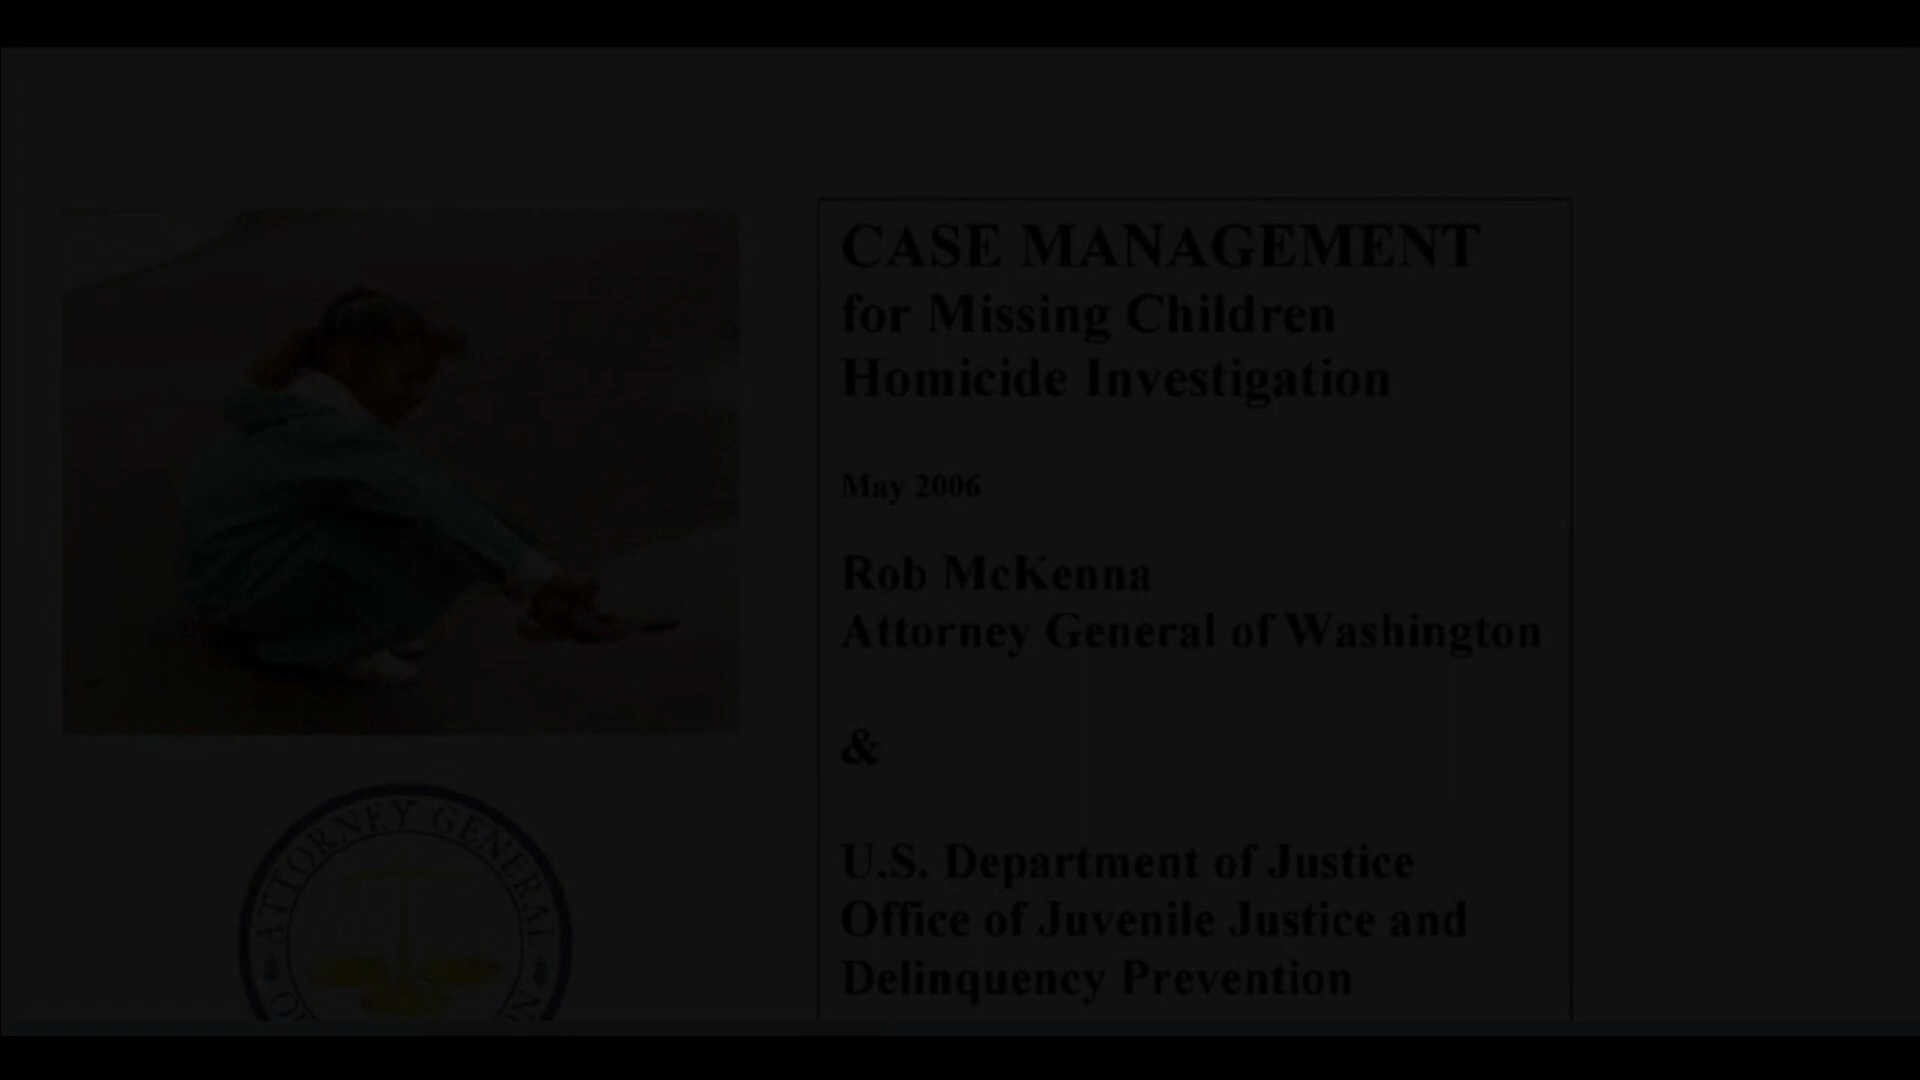 CASE MANAGEMENT
for Missing Children
Homicide Investigation
May 2006
Rob McKenna
Attorney General of Washington
&
U.S. Department of Justice
Office of Juvenile Justice and
Delinquency Prevention
ATTORNEY GENERAL